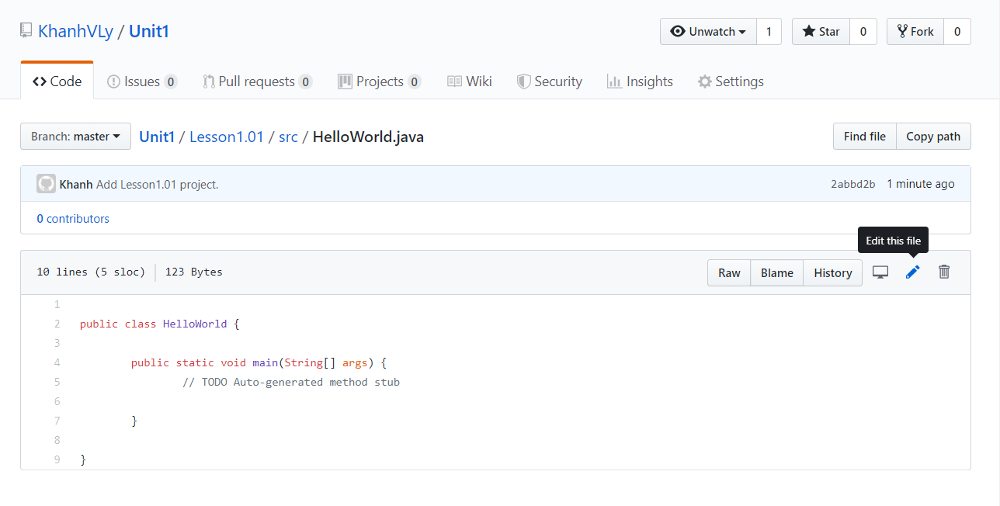 KhanhVLy / Unit1
Unwatch 1
Star 0
Fork 0
Code
Issues 0
Pull requests 0
Projects 0
Wiki
Security
Insights
Settings
Branch: master
Unit1 / Lesson1.01 / src / HelloWorld.java
Find file
Copy path
Khanh Add Lesson1.01 project.
2abbd2b 1 minute ago
0 contributors
Edit this file
10 lines (5 sloc) 123 Bytes
Raw
Blame
History
1
2 public class HelloWorld {
3
4 public static void main(String[] args) {
5 // TODO Auto-generated method stub
6
7 }
8
9 }